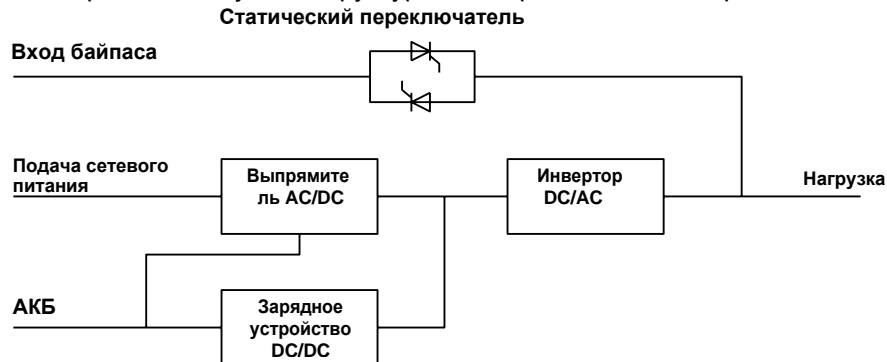 Статический переключатель
Вход байпаса
Подача сетевого
питания
Выпрямите
ль AC/DC
Инвертор
DC/AC
Нагрузка
АКБ
Зарядное
устройство
DC/DC